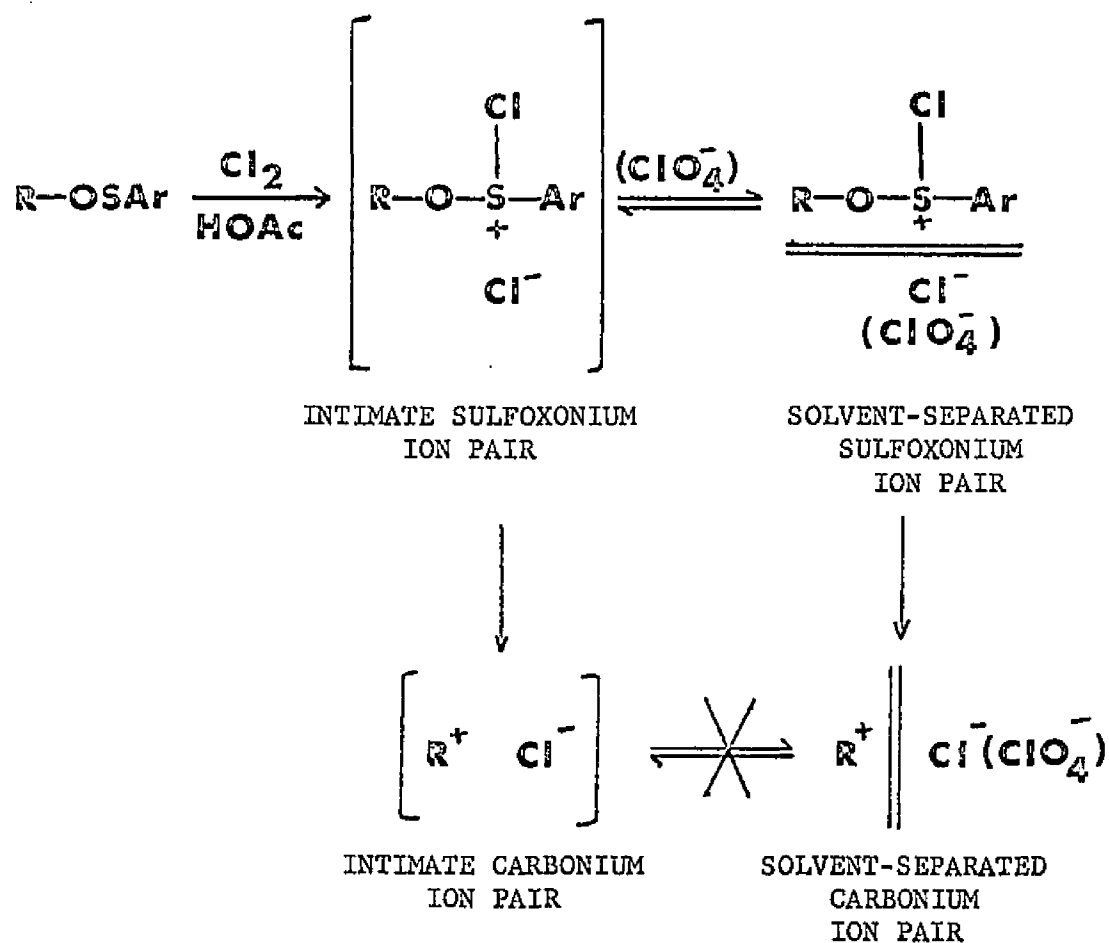 Cl
Cl
R—OSAr
Cl₂
HOAc
R—O—S—Ar
+
Cl⁻
(ClO₄⁻)
R—O—S—Ar
+
Cl⁻
(ClO₄⁻)
INTIMATE SULFOXONIUM
ION PAIR
SOLVENT-SEPARATED
SULFOXONIUM
ION PAIR
R⁺ Cl⁻
R⁺ Cl⁻(ClO₄⁻)
INTIMATE CARBONIUM
ION PAIR
SOLVENT-SEPARATED
CARBONIUM
ION PAIR